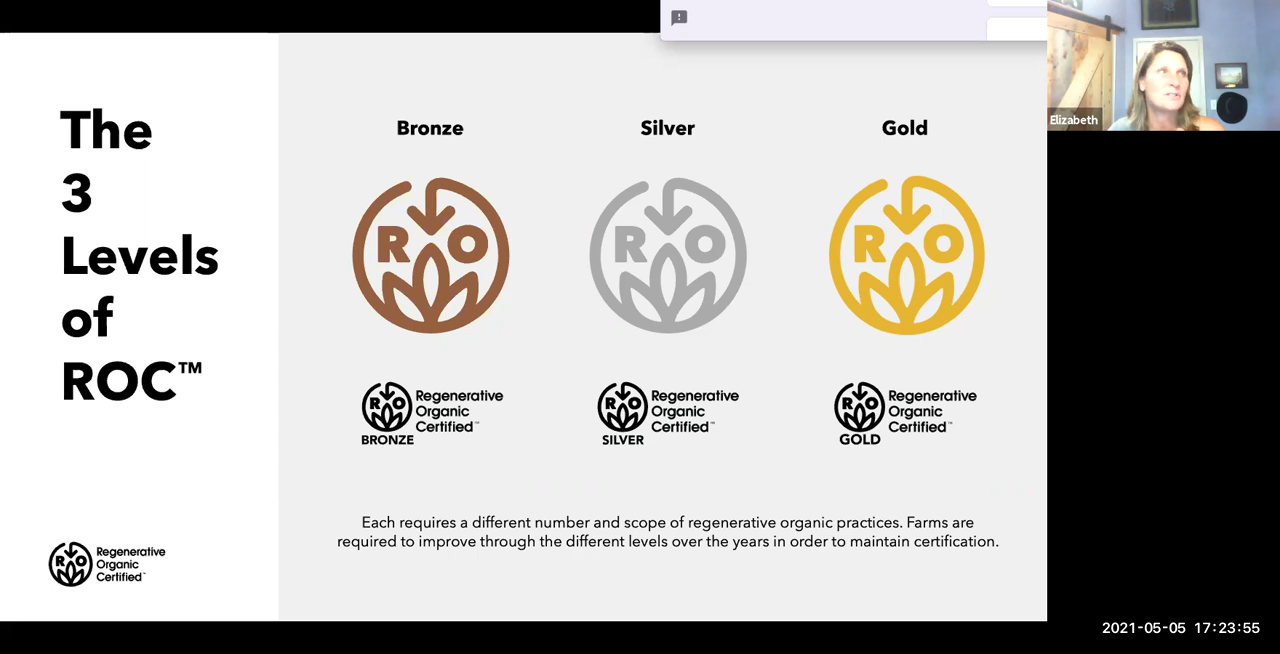 The
3
Levels
of
ROC™
Bronze
Silver
Gold
R O
R O
R O
R O
Regenerative
Organic
Certified™
BRONZE
R O
Regenerative
Organic
Certified™
SILVER
R O
Regenerative
Organic
Certified™
GOLD
Each requires a different number and scope of regenerative organic practices. Farms are
required to improve through the different levels over the years in order to maintain certification.
R O
Regenerative
Organic
Certified™
Elizabeth
2021-05-05 17:23:55